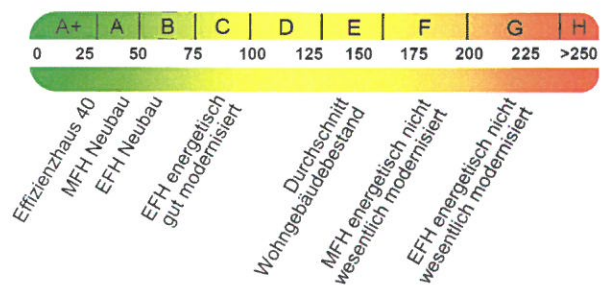 A+ A B C D E F G H
0 25 50 75 100 125 150 175 200 225 >250
Effizienzhaus 40
MFH Neubau
EFH Neubau
EFH energetisch
gut modernisiert
Durchschnitt
Wohngebäudebestand
MFH energetisch nicht
wesentlich modernisiert
EFH energetisch nicht
wesentlich modernisiert